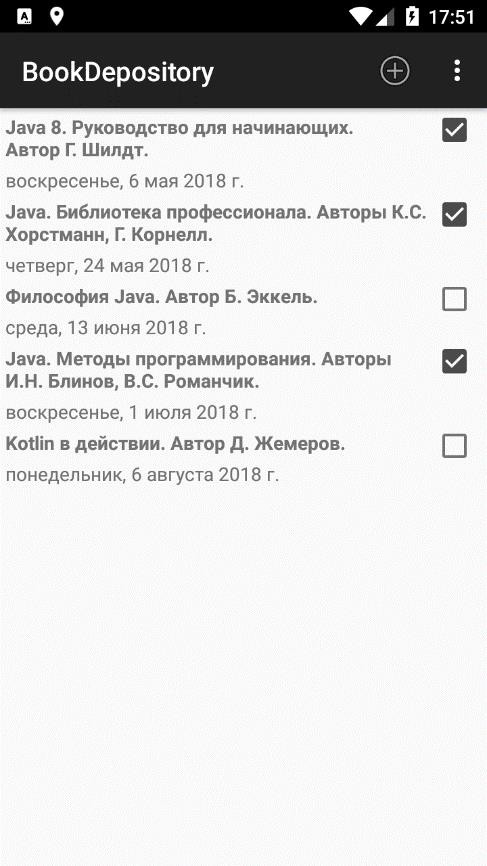 17:51
BookDepository
Java 8. Руководство для начинающих.
Автор Г. Шилдт.
воскресенье, 6 мая 2018 г.
Java. Библиотека профессионала. Авторы К.С.
Хорстманн, Г. Корнелл.
четверг, 24 мая 2018 г.
Философия Java. Автор Б. Эккель.
среда, 13 июня 2018 г.
Java. Методы программирования. Авторы
И.Н. Блинов, В.С. Романчик.
воскресенье, 1 июля 2018 г.
Kotlin в действии. Автор Д. Жемеров.
понедельник, 6 августа 2018 г.